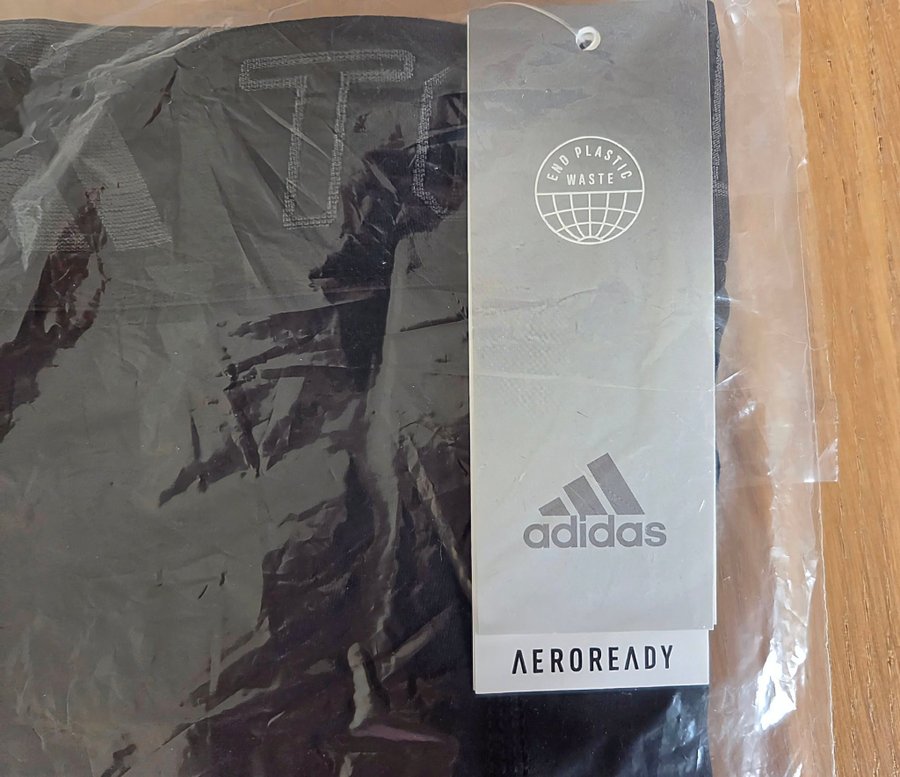 END PLASTIC
WASTE
adidas
AEROREADY